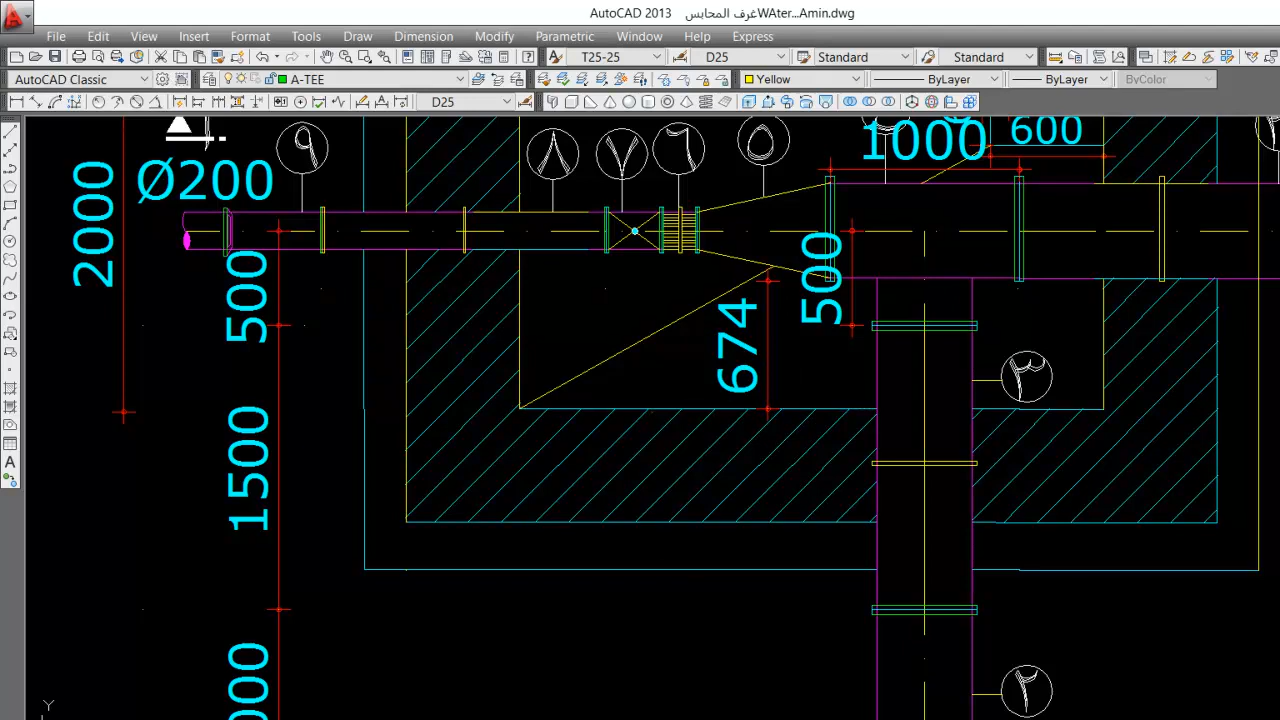 AutoCAD 2013 غرف المحابسWAter...Amin.dwg
File Edit View Insert Format Tools Draw Dimension Modify Parametric Window Help Express
T25-25 D25 Standard Standard
AutoCAD Classic A-TEE Yellow ByLayer ByLayer ByColor
D25
Ø200
2000
٩
٨
٧
٦
٥
1000
600
500
500
674
٣
1500
٢
Y